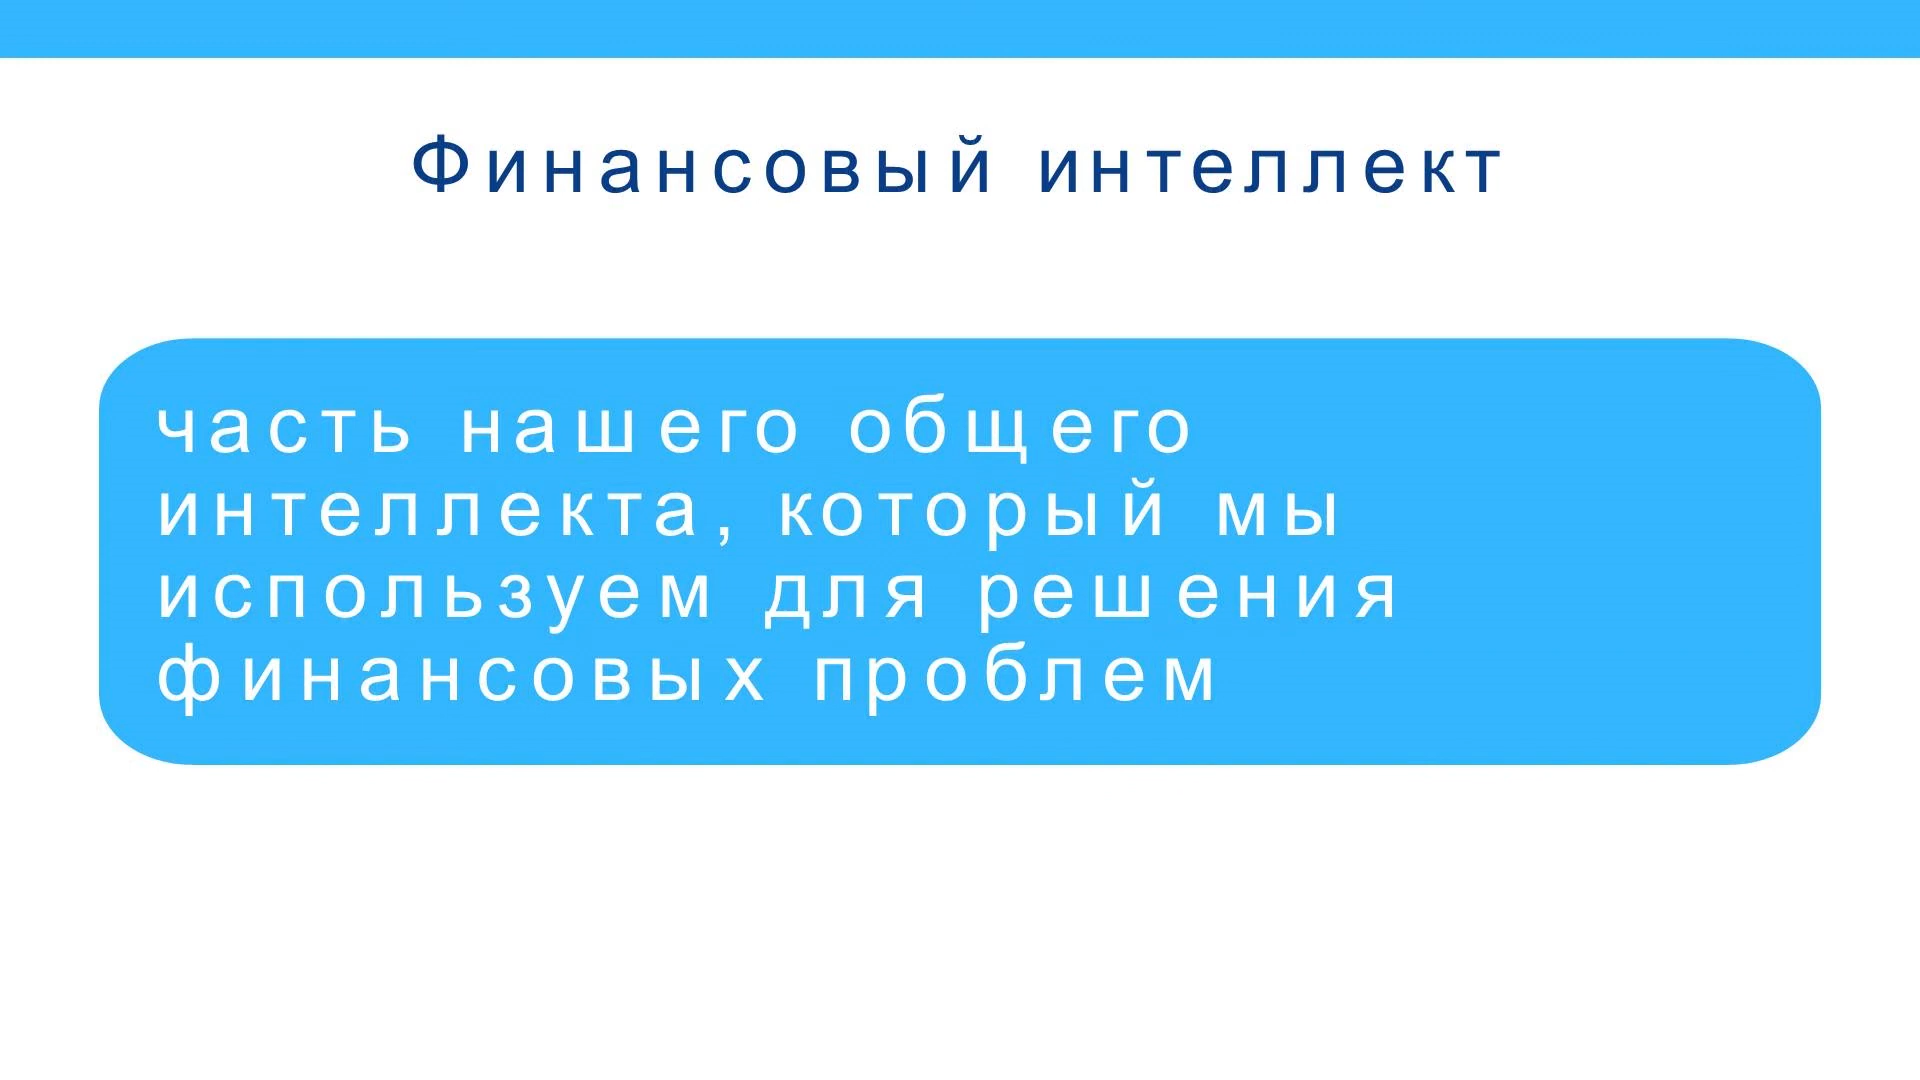 Финансовый интеллект
часть нашего общего
интеллекта, который мы
используем для решения
финансовых проблем